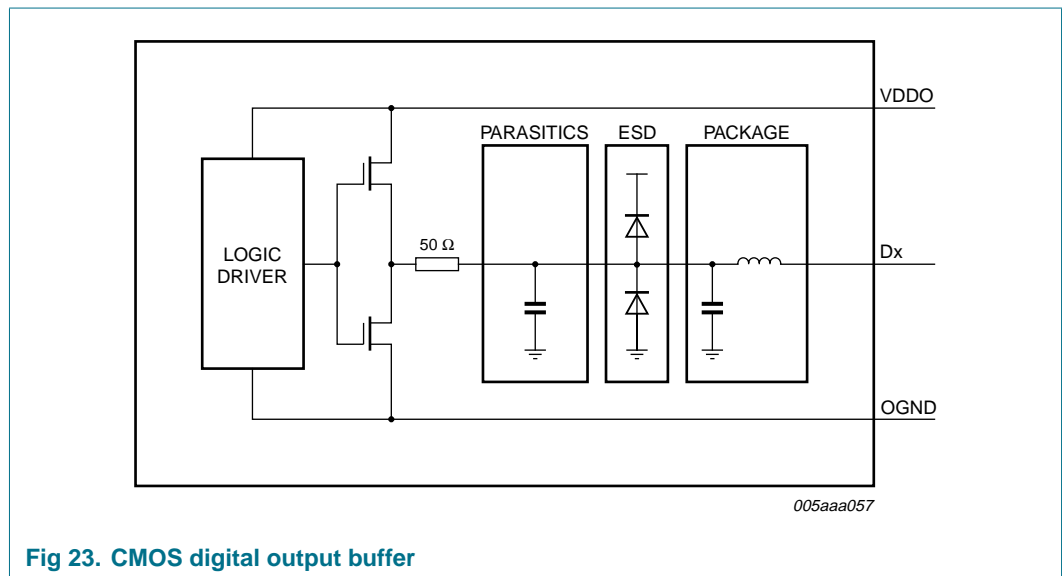 VDDO
PARASITICS ESD PACKAGE
LOGIC
DRIVER
50 Ω
Dx
OGND
005aaa057
Fig 23. CMOS digital output buffer